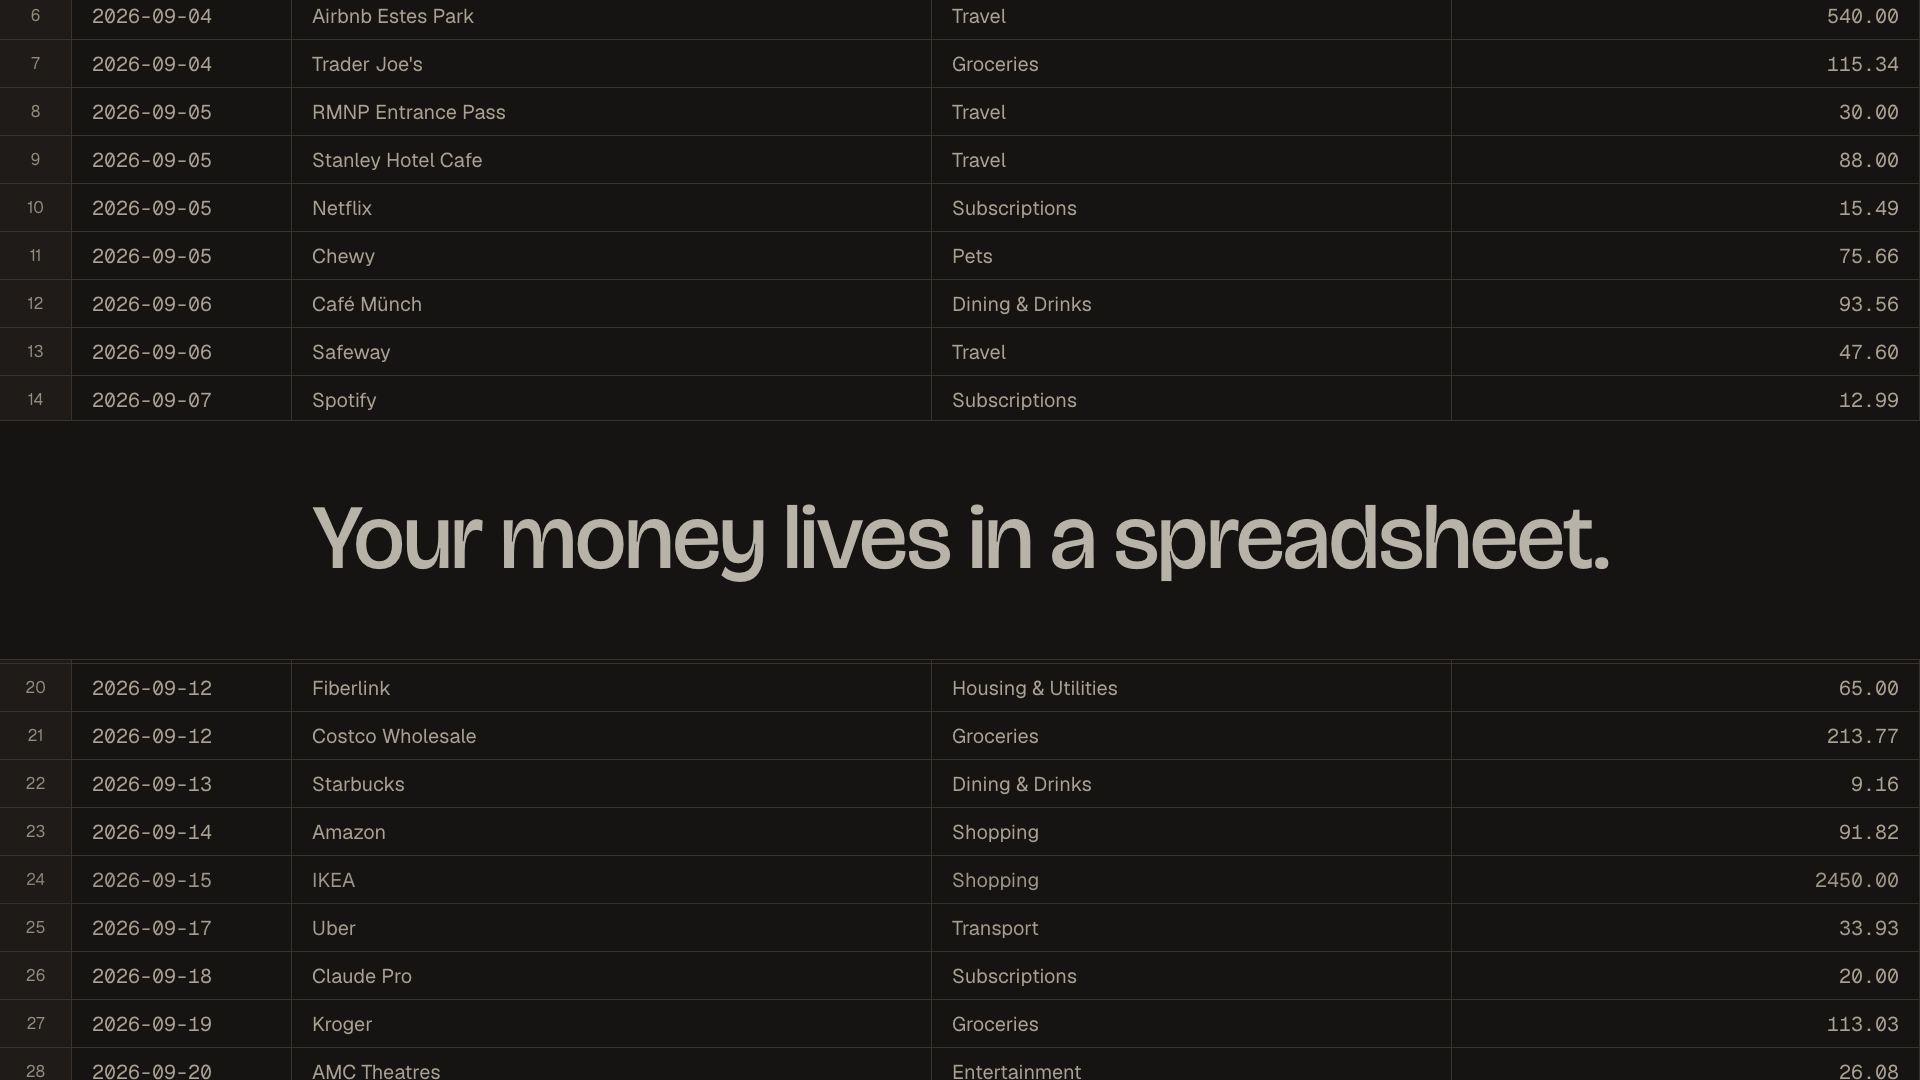 6 2026-09-04 Airbnb Estes Park Travel 540.00
7 2026-09-04 Trader Joe's Groceries 115.34
8 2026-09-05 RMNP Entrance Pass Travel 30.00
9 2026-09-05 Stanley Hotel Cafe Travel 88.00
10 2026-09-05 Netflix Subscriptions 15.49
11 2026-09-05 Chewy Pets 75.66
12 2026-09-06 Café Münch Dining & Drinks 93.56
13 2026-09-06 Safeway Travel 47.60
14 2026-09-07 Spotify Subscriptions 12.99
Your money lives in a spreadsheet.
20 2026-09-12 Fiberlink Housing & Utilities 65.00
21 2026-09-12 Costco Wholesale Groceries 213.77
22 2026-09-13 Starbucks Dining & Drinks 9.16
23 2026-09-14 Amazon Shopping 91.82
24 2026-09-15 IKEA Shopping 2450.00
25 2026-09-17 Uber Transport 33.93
26 2026-09-18 Claude Pro Subscriptions 20.00
27 2026-09-19 Kroger Groceries 113.03
28 2026-09-20 AMC Theatres Entertainment 26.08